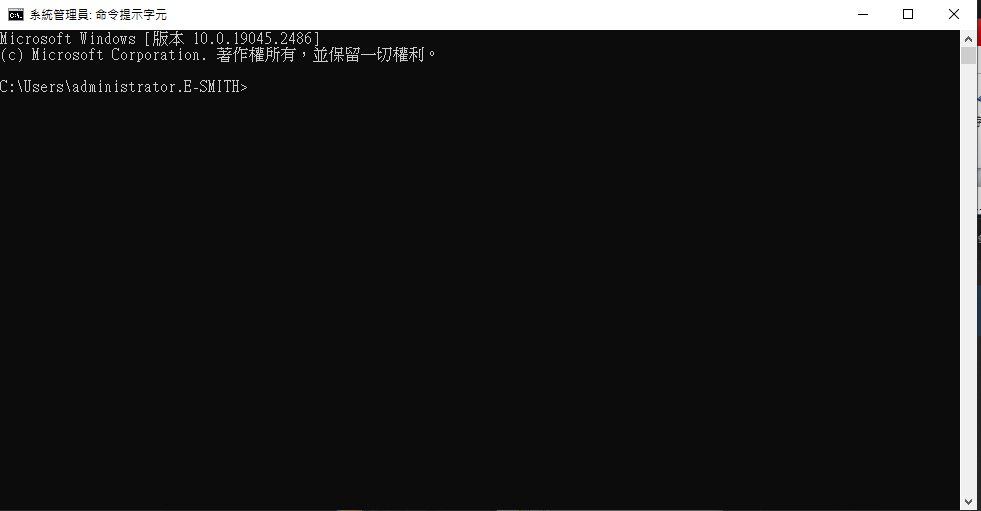 系統管理員: 命令提示字元
Microsoft Windows [版本 10.0.19045.2486]
(c) Microsoft Corporation. 著作權所有，並保留一切權利。
C:\Users\administrator.E-SMITH>